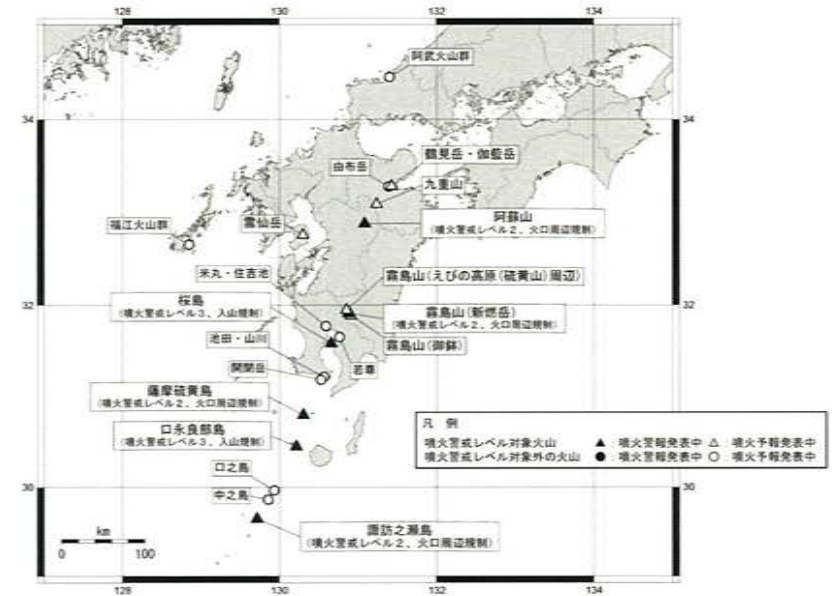 128
130
132
134
阿武火山群
34
34
鶴見岳・伽藍岳
由布岳
九重山
阿蘇山
(噴火警戒レベル2、火口周辺規制)
福江火山群
雲仙岳
米丸・住吉池
霧島山(えびの高原(硫黄山)周辺)
桜島
(噴火警戒レベル3、入山規制)
32
32
霧島山(新燃岳)
(噴火警戒レベル2、火口周辺規制)
池田・山川
霧島山(御鉢)
開聞岳
若尊
薩摩硫黄島
(噴火警戒レベル2、火口周辺規制)
口永良部島
(噴火警戒レベル3、入山規制)
凡 例
噴火警戒レベル対象火山 ▲:噴火警報発表中 △:噴火予報発表中
噴火警戒レベル対象外の火山 ●:噴火警報発表中 ○:噴火予報発表中
口之島
30
30
中之島
諏訪之瀬島
(噴火警戒レベル2、火口周辺規制)
km
0 100
128
130
132
134